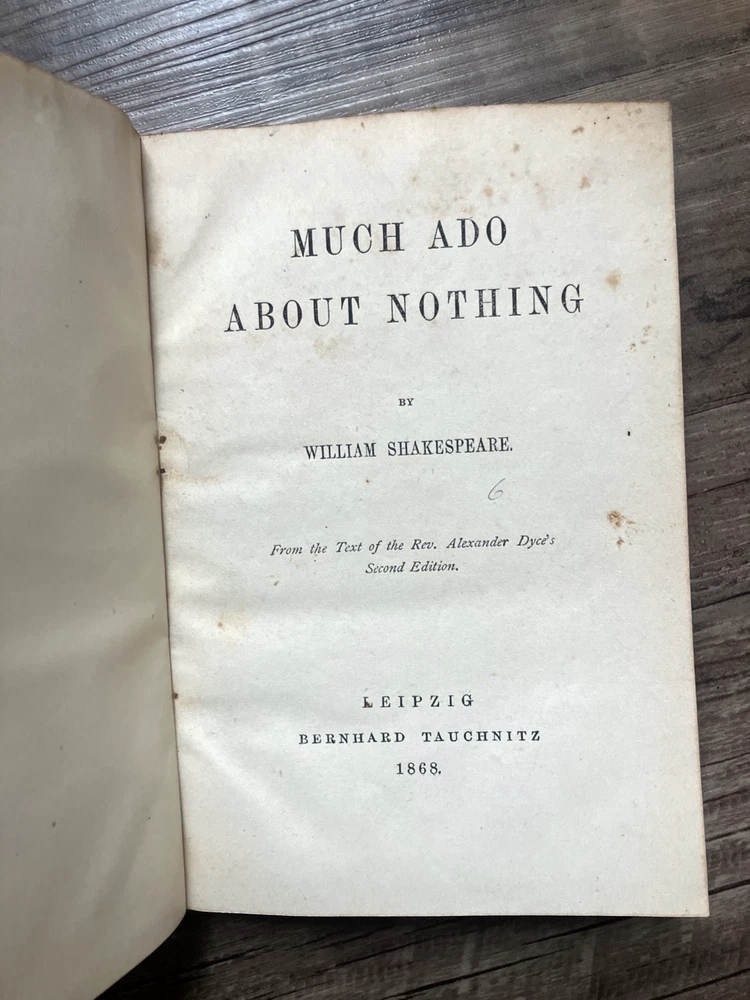 MUCH ADO
ABOUT NOTHING
BY
WILLIAM SHAKESPEARE.
6
From the Text of the Rev. Alexander Dyce's
Second Edition.
LEIPZIG
BERNHARD TAUCHNITZ
1868.